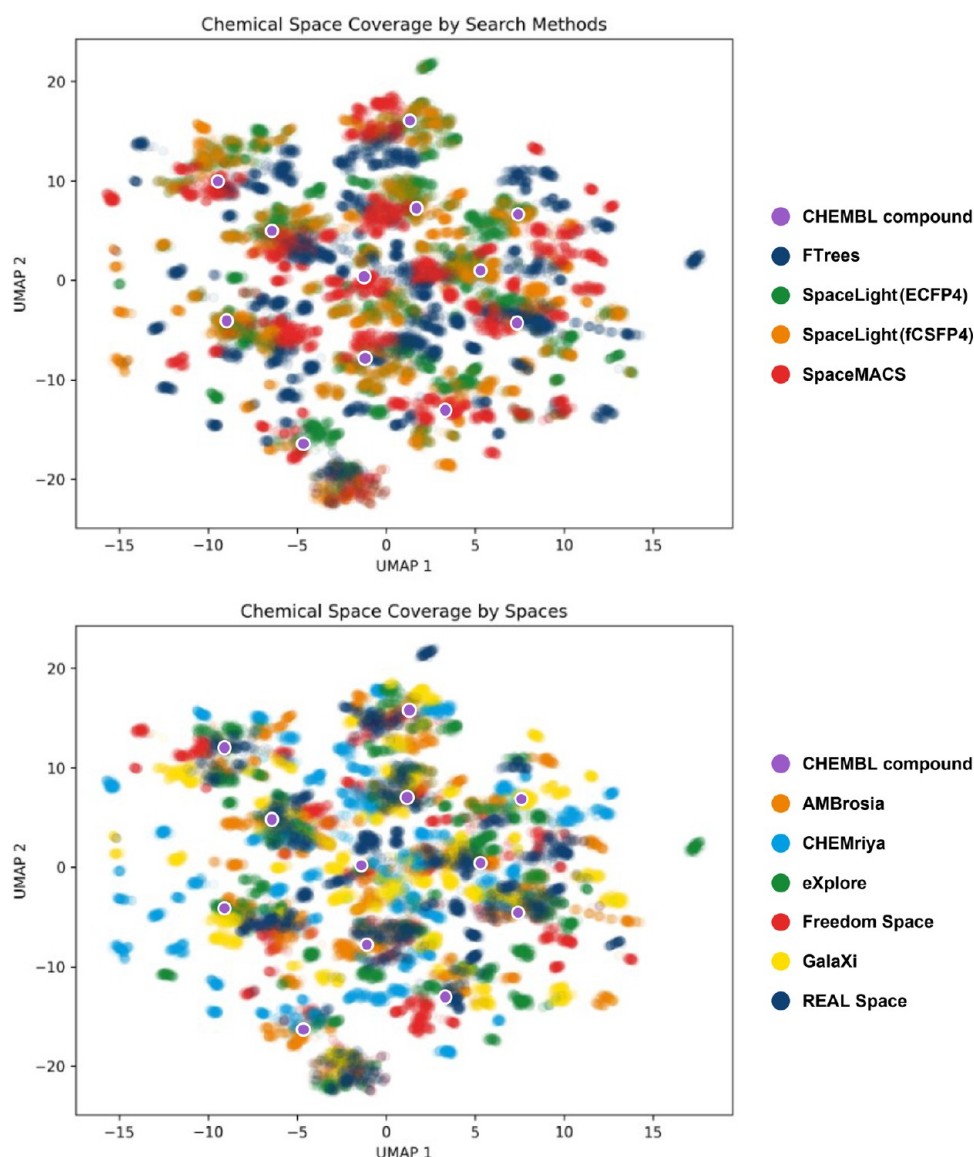 Chemical Space Coverage by Search Methods
20
10
0
−10
−20
UMAP 2
−15
−10
−5
0
5
10
15
UMAP 1
CHEMBL compound
FTrees
SpaceLight (ECFP4)
SpaceLight (fCSFP4)
SpaceMACS
Chemical Space Coverage by Spaces
20
10
0
−10
−20
UMAP 2
−15
−10
−5
0
5
10
15
UMAP 1
CHEMBL compound
AMBrosia
CHEMriya
eXplore
Freedom Space
GalaXi
REAL Space